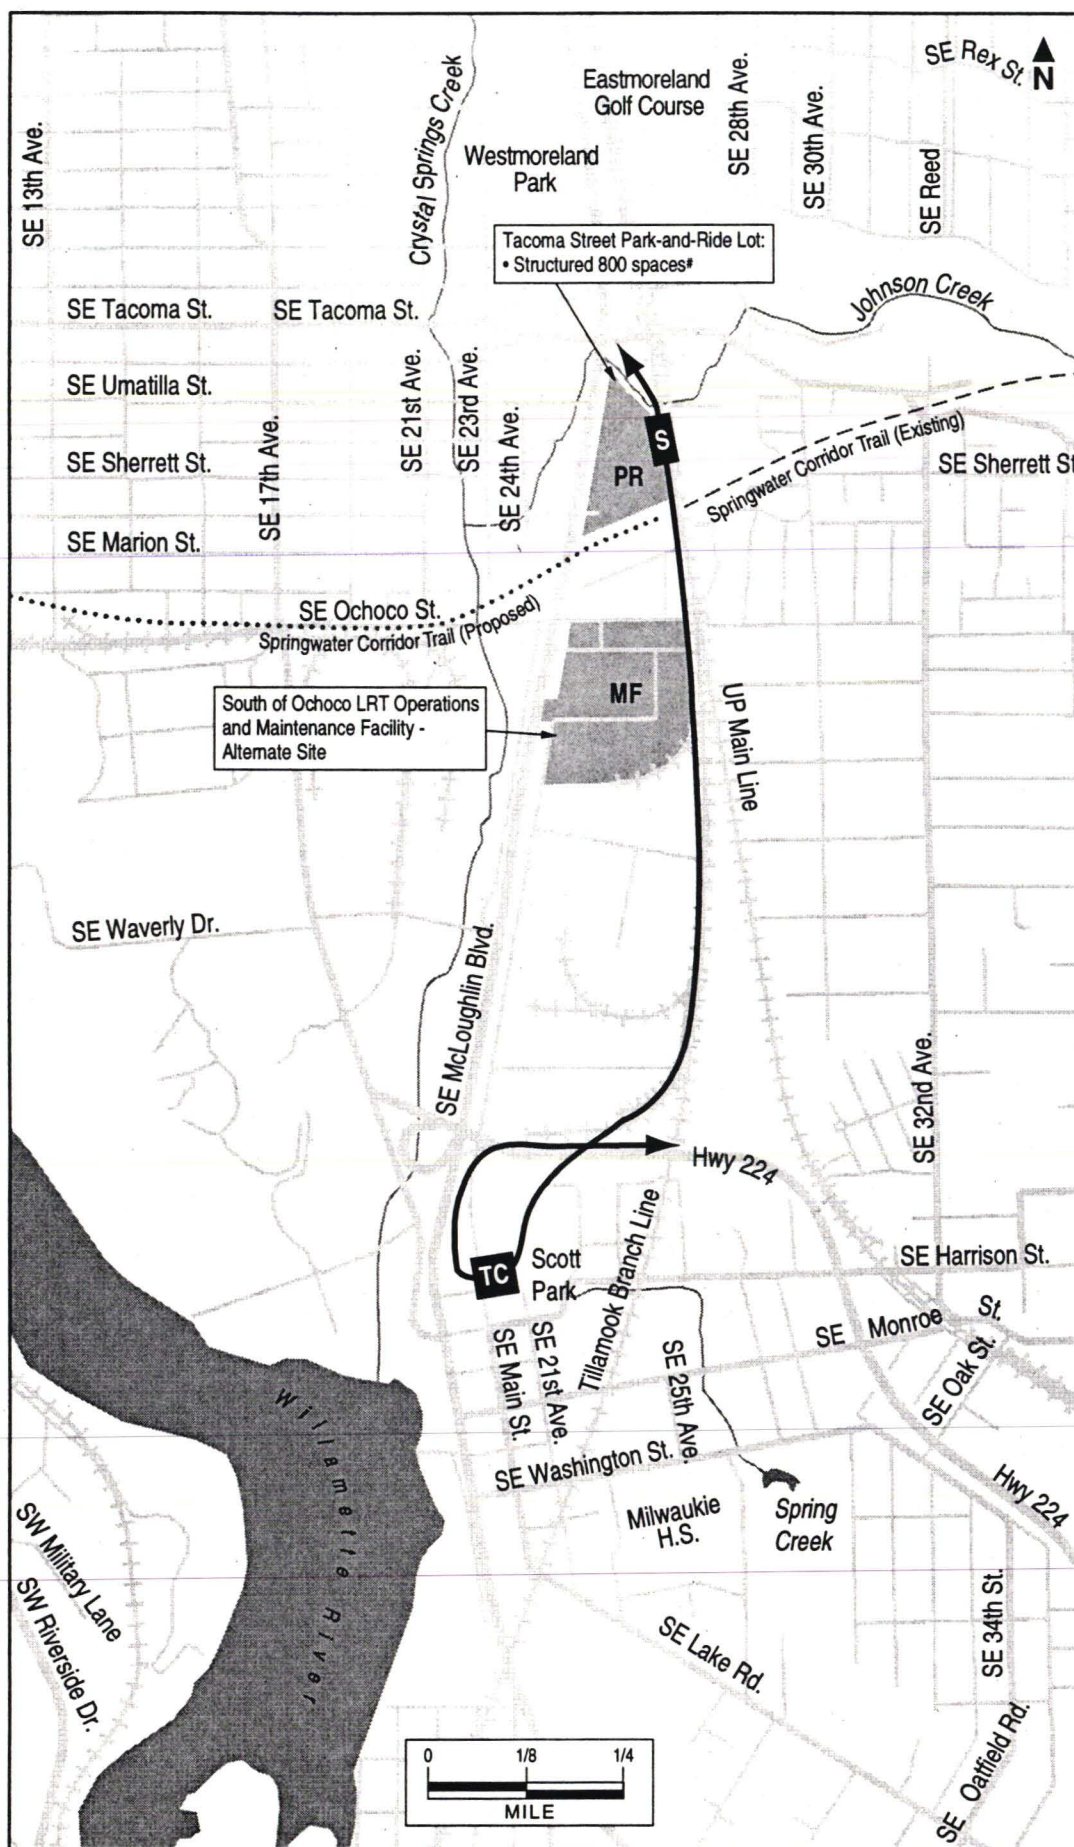 SE Rex St.
N
Eastmoreland
Golf Course
SE 28th Ave.
SE 30th Ave.
SE Reed
SE 13th Ave.
Crystal Springs Creek
Westmoreland
Park
Tacoma Street Park-and-Ride Lot:
• Structured 800 spaces#
Johnson Creek
SE Tacoma St.
SE Tacoma St.
SE Umatilla St.
SE 21st Ave.
SE 23rd Ave.
SE 24th Ave.
SE 17th Ave.
S
PR
Springwater Corridor Trail (Existing)
SE Sherrett St.
SE Sherrett St
SE Marion St.
SE Ochoco St.
Springwater Corridor Trail (Proposed)
MF
South of Ochoco LRT Operations
and Maintenance Facility -
Alternate Site
UP Main Line
SE Waverly Dr.
SE McLoughlin Blvd.
SE 32nd Ave.
Hwy 224
TC
Scott
Park
Tillamook Branch Line
SE Harrison St.
SE Monroe St.
SE Main St.
SE 21st Ave.
SE 25th Ave.
SE Oak St.
SE Washington St.
Hwy 224
Milwaukie
H.S.
Spring
Creek
Willamette River
SW Military Lane
SW Riverside Dr.
SE 34th St.
SE Lake Rd.
SE Oatfield Rd.
0 1/8 1/4
MILE